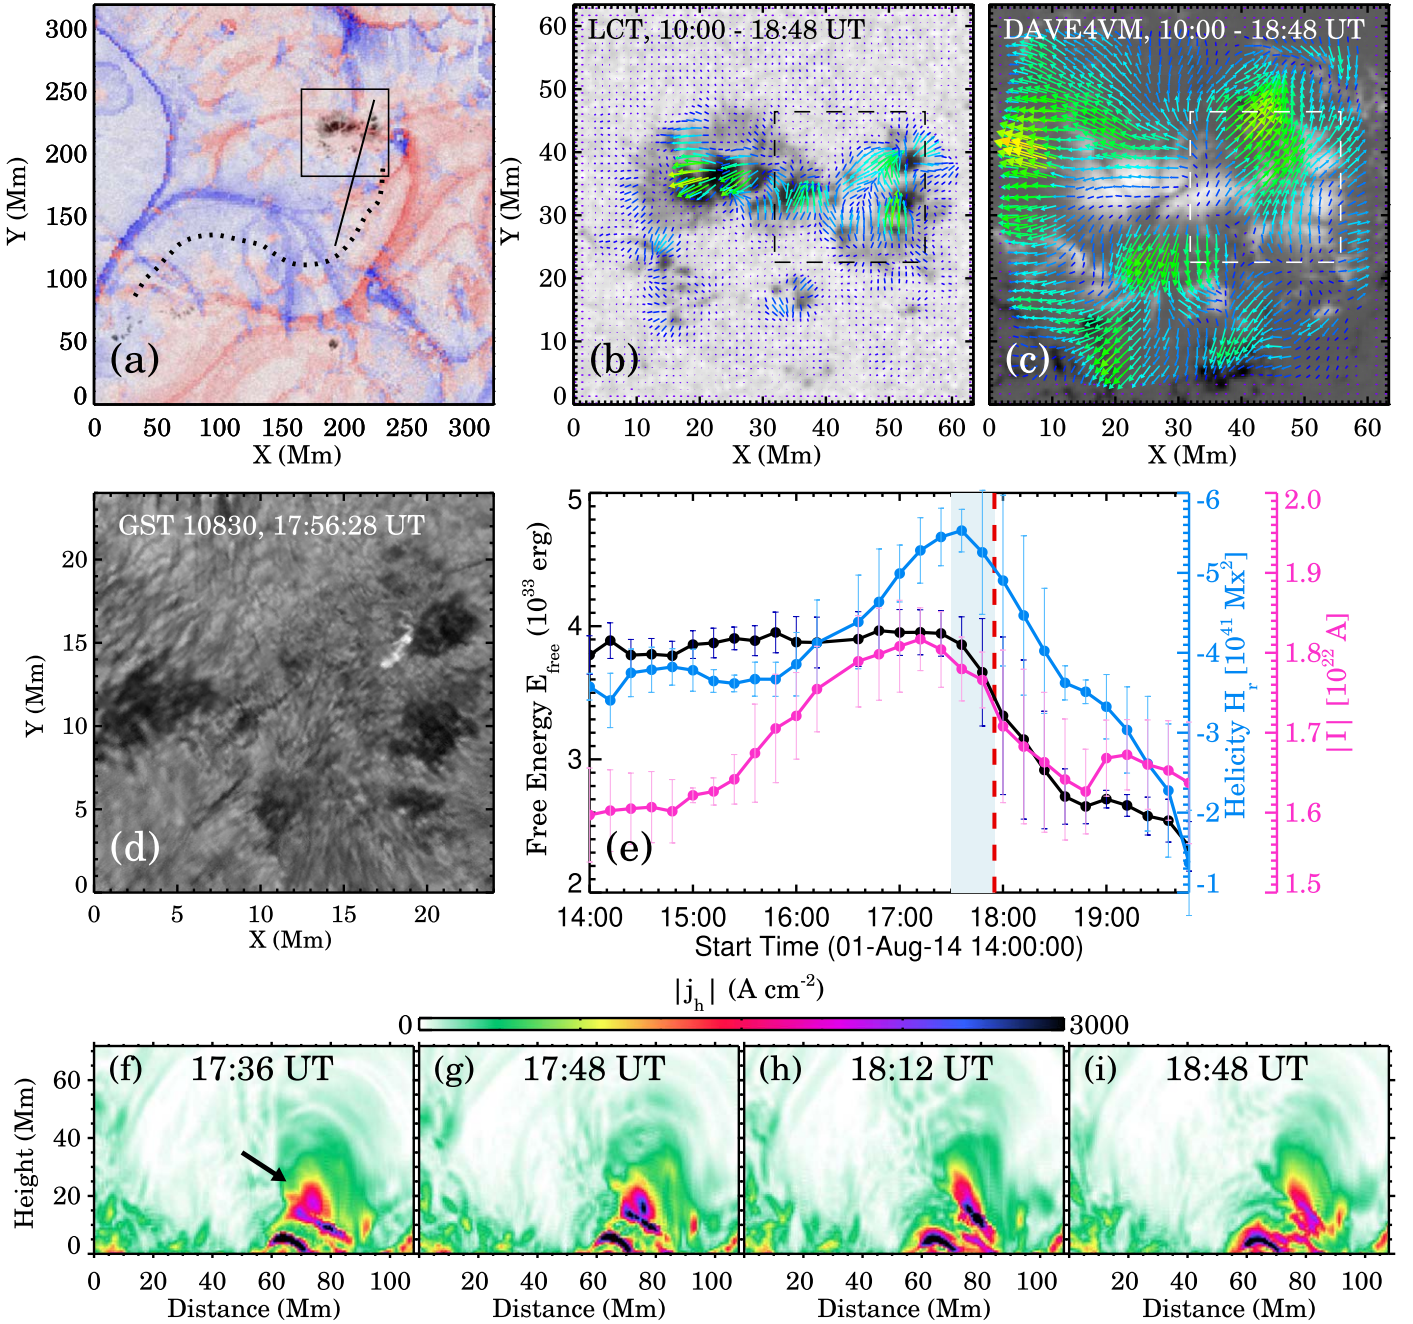 (a)
Y (Mm)
300
250
200
150
100
50
0
0 50 100 150 200 250 300
X (Mm)
LCT, 10:00 - 18:48 UT
(b)
Y (Mm)
60
50
40
30
20
10
0
0 10 20 30 40 50 60
X (Mm)
DAVE4VM, 10:00 - 18:48 UT
(c)
0 10 20 30 40 50 60
X (Mm)
GST 10830, 17:56:28 UT
(d)
Y (Mm)
20
15
10
5
0
0 5 10 15 20
X (Mm)
(e)
Free Energy E_free (10^33 erg)
5
4
3
2
14:00 15:00 16:00 17:00 18:00 19:00
Start Time (01-Aug-14 14:00:00)
-6
-5
-4
-3
-2
-1
Helicity H_r [10^41 Mx^2]
2.0
1.9
1.8
1.7
1.6
1.5
|I| [10^22 A]
|j_h| (A cm^-2)
0 3000
(f) 17:36 UT
(g) 17:48 UT
(h) 18:12 UT
(i) 18:48 UT
Height (Mm)
60
40
20
0
0 20 40 60 80 100
Distance (Mm)
20 40 60 80 100
Distance (Mm)
20 40 60 80 100
Distance (Mm)
20 40 60 80 100
Distance (Mm)